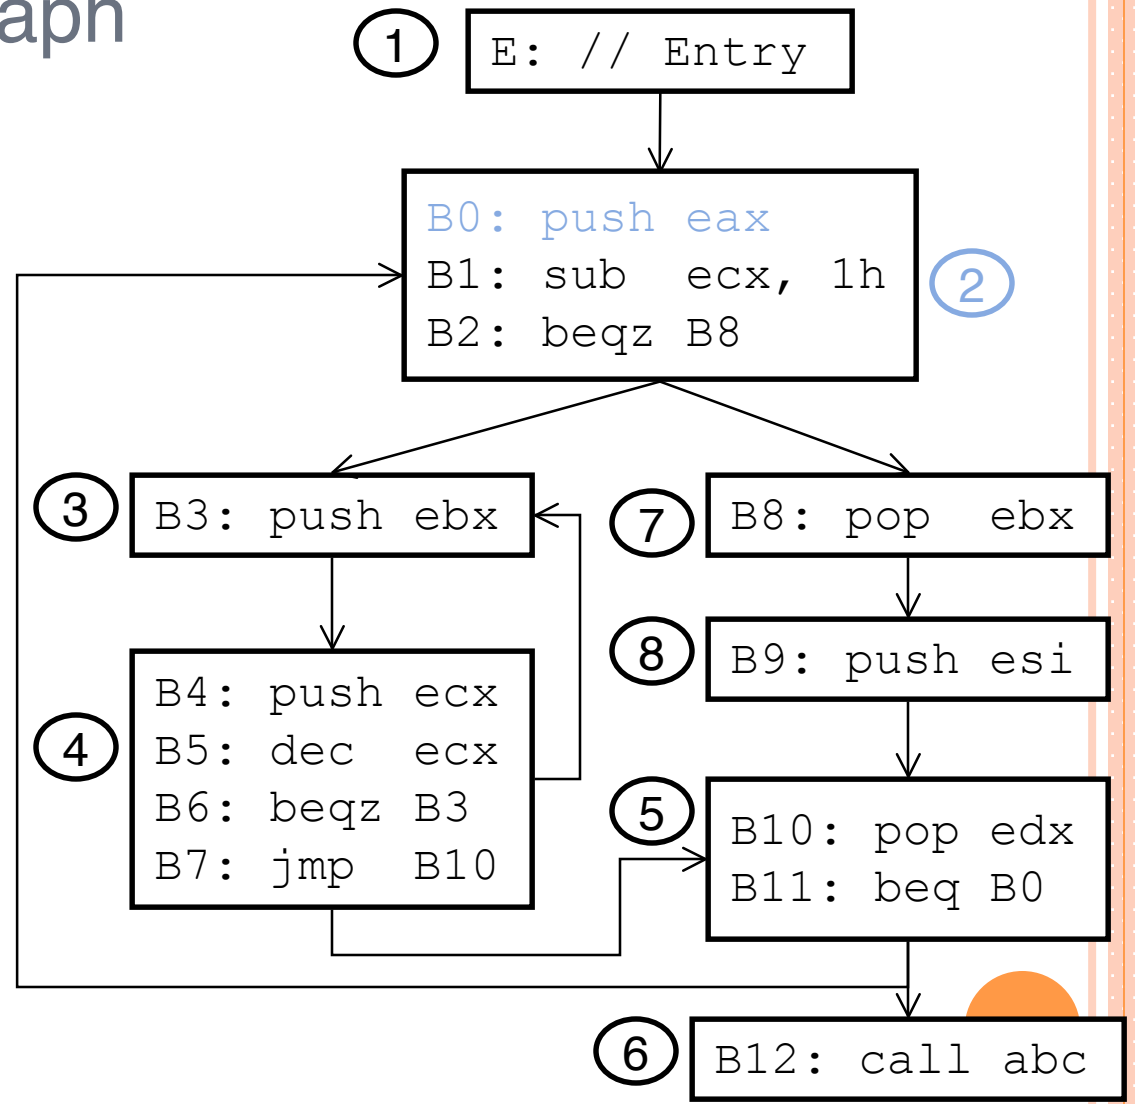 aph
1
E: // Entry
B0: push eax
B1: sub ecx, 1h
B2: beqz B8
2
3
B3: push ebx
7
B8: pop ebx
8
B9: push esi
4
B4: push ecx
B5: dec ecx
B6: beqz B3
B7: jmp B10
5
B10: pop edx
B11: beq B0
6
B12: call abc